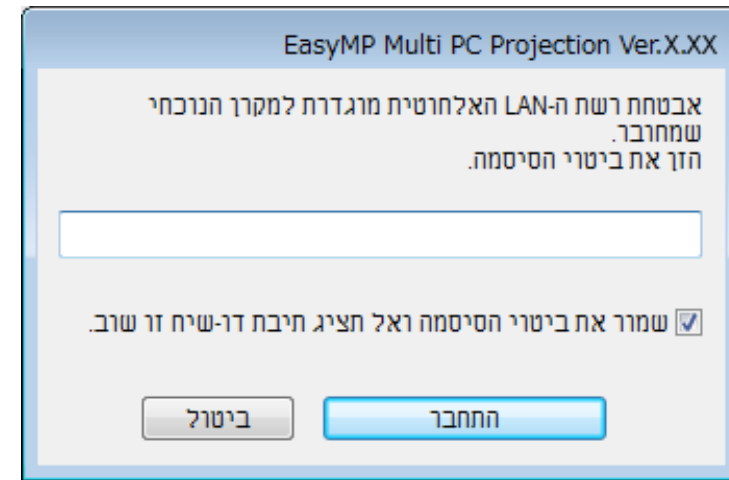 EasyMP Multi PC Projection Ver.X.XX
אבטחת רשת ה-LAN האלחוטית מוגדרת למקרן הנוכחי
שמחובר.
הזן את ביטוי הסיסמה.
שמור את ביטוי הסיסמה ואל תציג תיבת דו-שיח זו שוב.
התחבר
ביטול